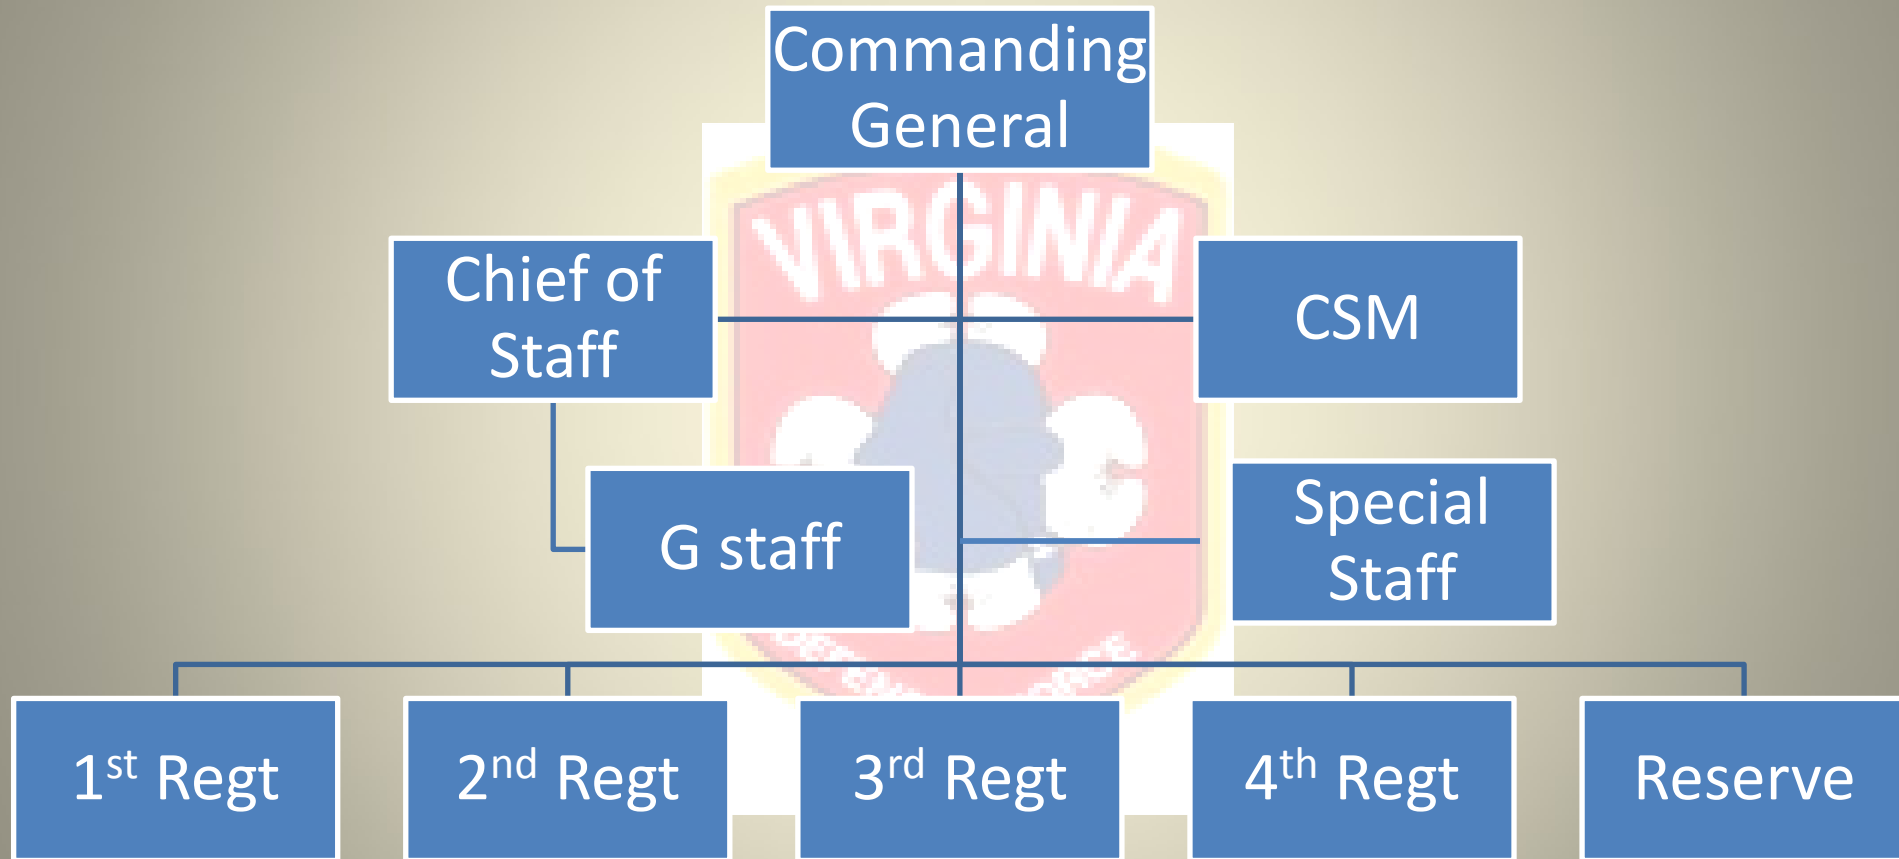 Commanding
General
VIRGINIA
Chief of
Staff
CSM
G staff
Special
Staff
1st Regt
2nd Regt
3rd Regt
4th Regt
Reserve